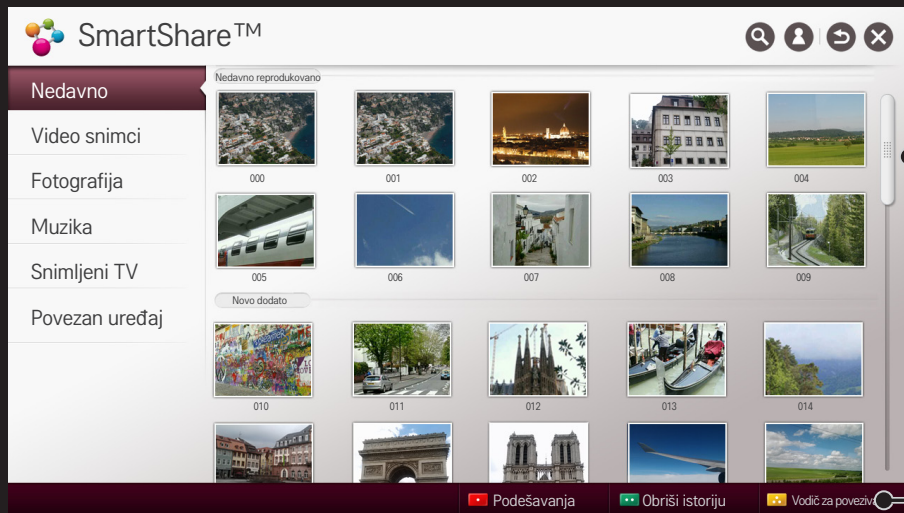 SmartShare™
Nedavno
Video snimci
Fotografija
Muzika
Snimljeni TV
Povezan uređaj
Nedavno reprodukovano
000 001 002 003 004
005 006 007 008 009
Novo dodato
010 011 012 013 014
Podešavanja Obriši istoriju Vodič za